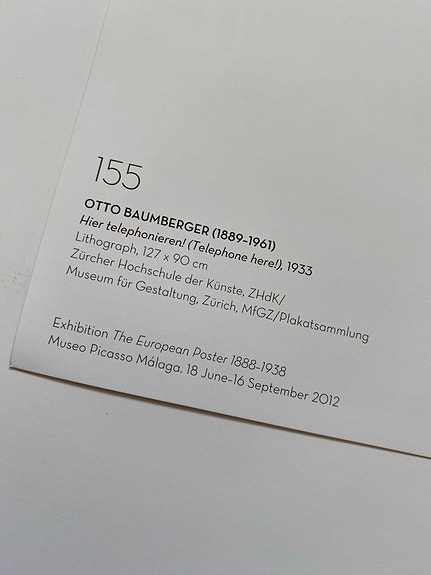 155
OTTO BAUMBERGER (1889–1961)
Hier telephonieren! (Telephone here!), 1933
Lithograph, 127 x 90 cm
Zürcher Hochschule der Künste, ZHdK/
Museum für Gestaltung, Zürich, MfGZ/Plakatsammlung
Exhibition The European Poster 1888-1938
Museo Picasso Málaga. 18 June-16 September 2012